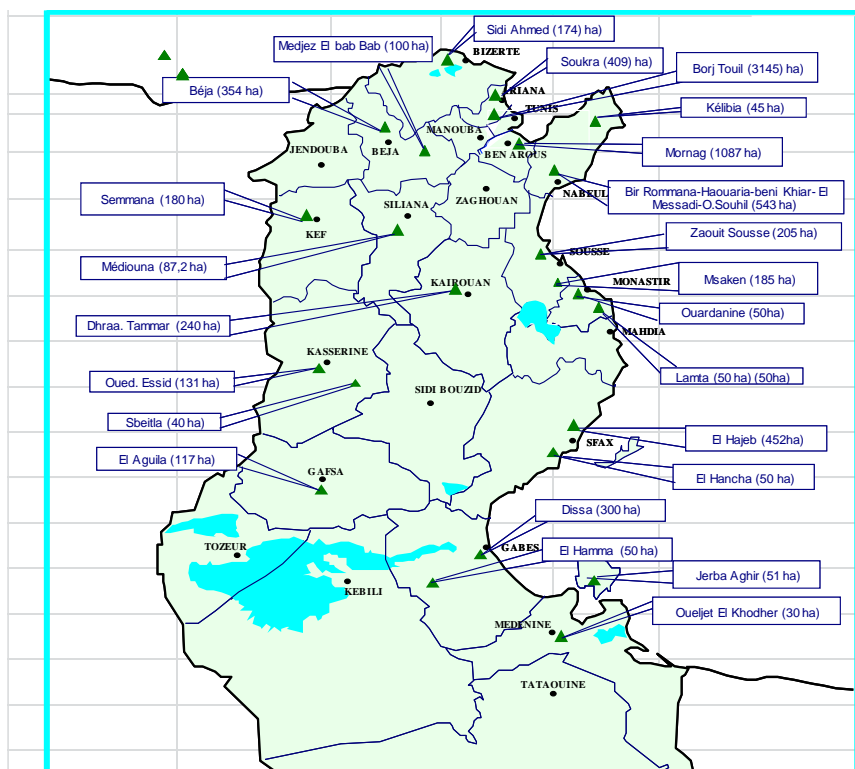 Sidi Ahmed (174) ha)
Medjez El bab Bab (100 ha)
BIZERTE
Soukra (409) ha)
Borj Touil (3145) ha)
Béja (354 ha)
ARIANA
TUNIS
Kélibia (45 ha)
MANOUBA
BEJA
BEN AROUS
JENDOUBA
Mornag (1087 ha)
NABEUL
Bir Rommana-Haouaria-beni Khiar- El
Messadi-O.Souhil (543 ha)
Semmana (180 ha)
ZAGHOUAN
SILIANA
KEF
Zaouit Sousse (205 ha)
SOUSSE
Médiouna (87,2 ha)
Msaken (185 ha)
MONASTIR
KAIROUAN
Ouardanine (50ha)
Dhraa. Tammar (240 ha)
MAHDIA
KASSERINE
Oued. Essid (131 ha)
Lamta (50 ha) (50ha)
SIDI BOUZID
Sbeitla (40 ha)
El Hajeb (452ha)
SFAX
El Aguila (117 ha)
GAFSA
El Hancha (50 ha)
Dissa (300 ha)
TOZEUR
GABES
El Hamma (50 ha)
Jerba Aghir (51 ha)
KEBILI
Oueljet El Khodher (30 ha)
MEDENINE
TATAOUINE